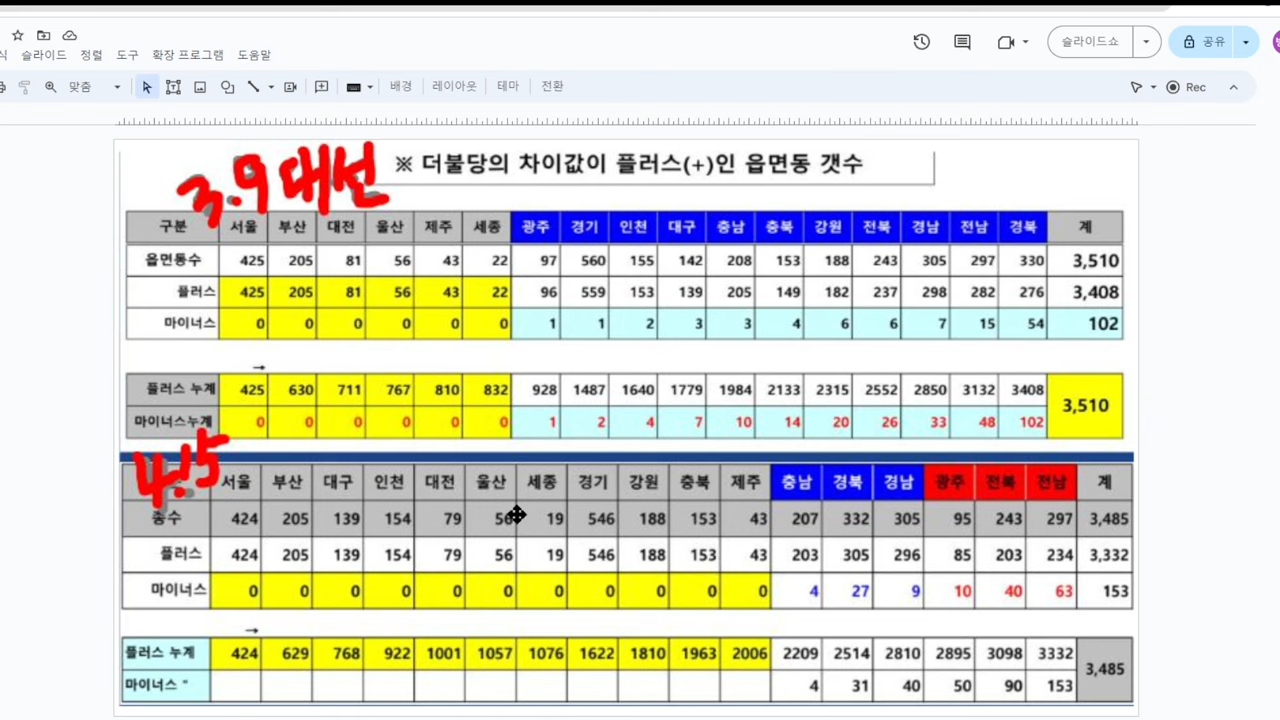 슬라이드 정렬 도구 확장 프로그램 도움말
슬라이드쇼 공유
맞춤 배경 레이아웃 테마 전환 Rec
3.9 대선
※ 더불당의 차이값이 플러스(+)인 읍면동 갯수
구분 서울 부산 대전 울산 제주 세종 광주 경기 인천 대구 충남 충북 강원 전북 경남 전남 경북 계
읍면동수 425 205 81 56 43 22 97 560 155 142 208 153 188 243 305 297 330 3,510
플러스 425 205 81 56 43 22 96 559 153 139 205 149 182 237 298 282 276 3,408
마이너스 0 0 0 0 0 0 1 1 2 3 3 4 6 6 7 15 54 102
→
플러스 누계 425 630 711 767 810 832 928 1487 1640 1779 1984 2133 2315 2552 2850 3132 3408 3,510
마이너스누계 0 0 0 0 0 0 1 2 4 7 10 14 20 26 33 48 102
4.15
서울 부산 대구 인천 대전 울산 세종 경기 강원 충북 제주 충남 경북 경남 광주 전북 전남 계
총수 424 205 139 154 79 56 19 546 188 153 43 207 332 305 95 243 297 3,485
플러스 424 205 139 154 79 56 19 546 188 153 43 203 305 296 85 203 234 3,332
마이너스 0 0 0 0 0 0 0 0 0 0 0 4 27 9 10 40 63 153
→
플러스 누계 424 629 768 922 1001 1057 1076 1622 1810 1963 2006 2209 2514 2810 2895 3098 3332 3,485
마이너스 " 4 31 40 50 90 153